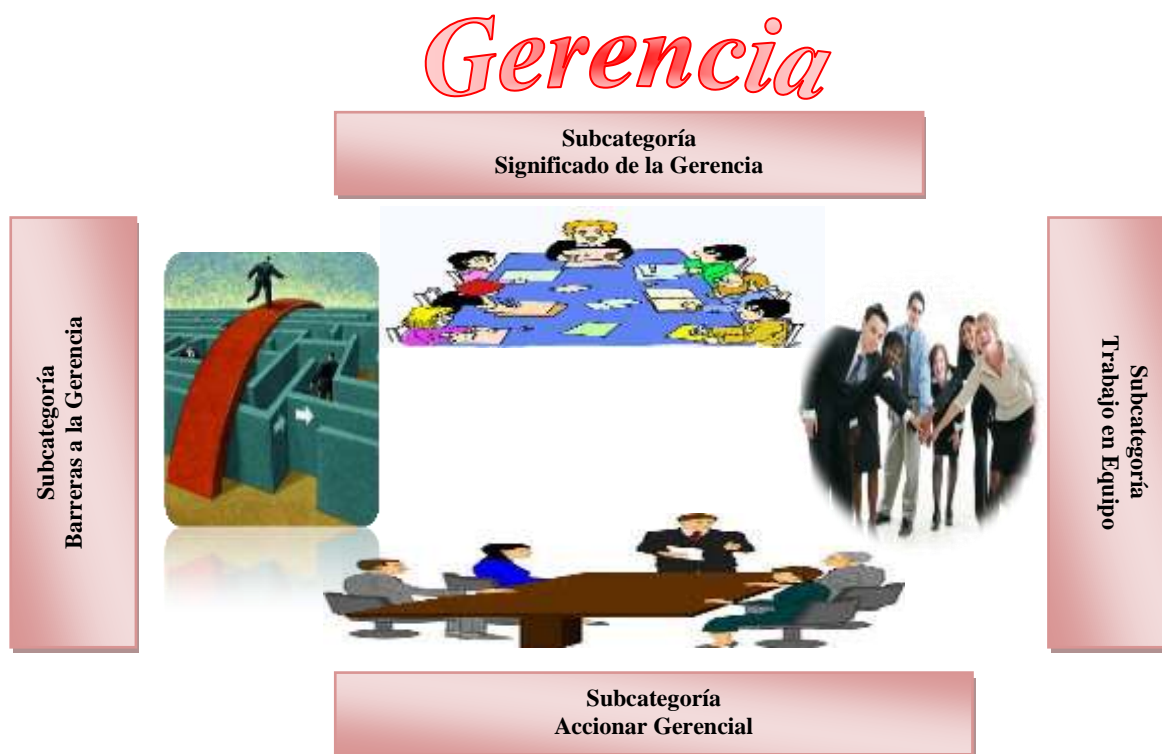 Gerencia
Subcategoría
Significado de la Gerencia
Subcategoría
Barreras a la Gerencia
Subcategoría
Trabajo en Equipo
Subcategoría
Accionar Gerencial